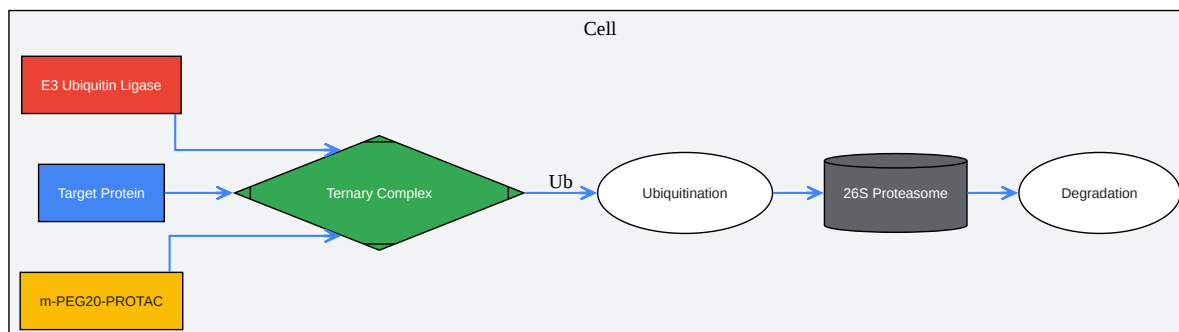 Cell
E3 Ubiquitin Ligase
Target Protein
m-PEG20-PROTAC
Ternary Complex
Ub
Ubiquitination
26S Proteasome
Degradation